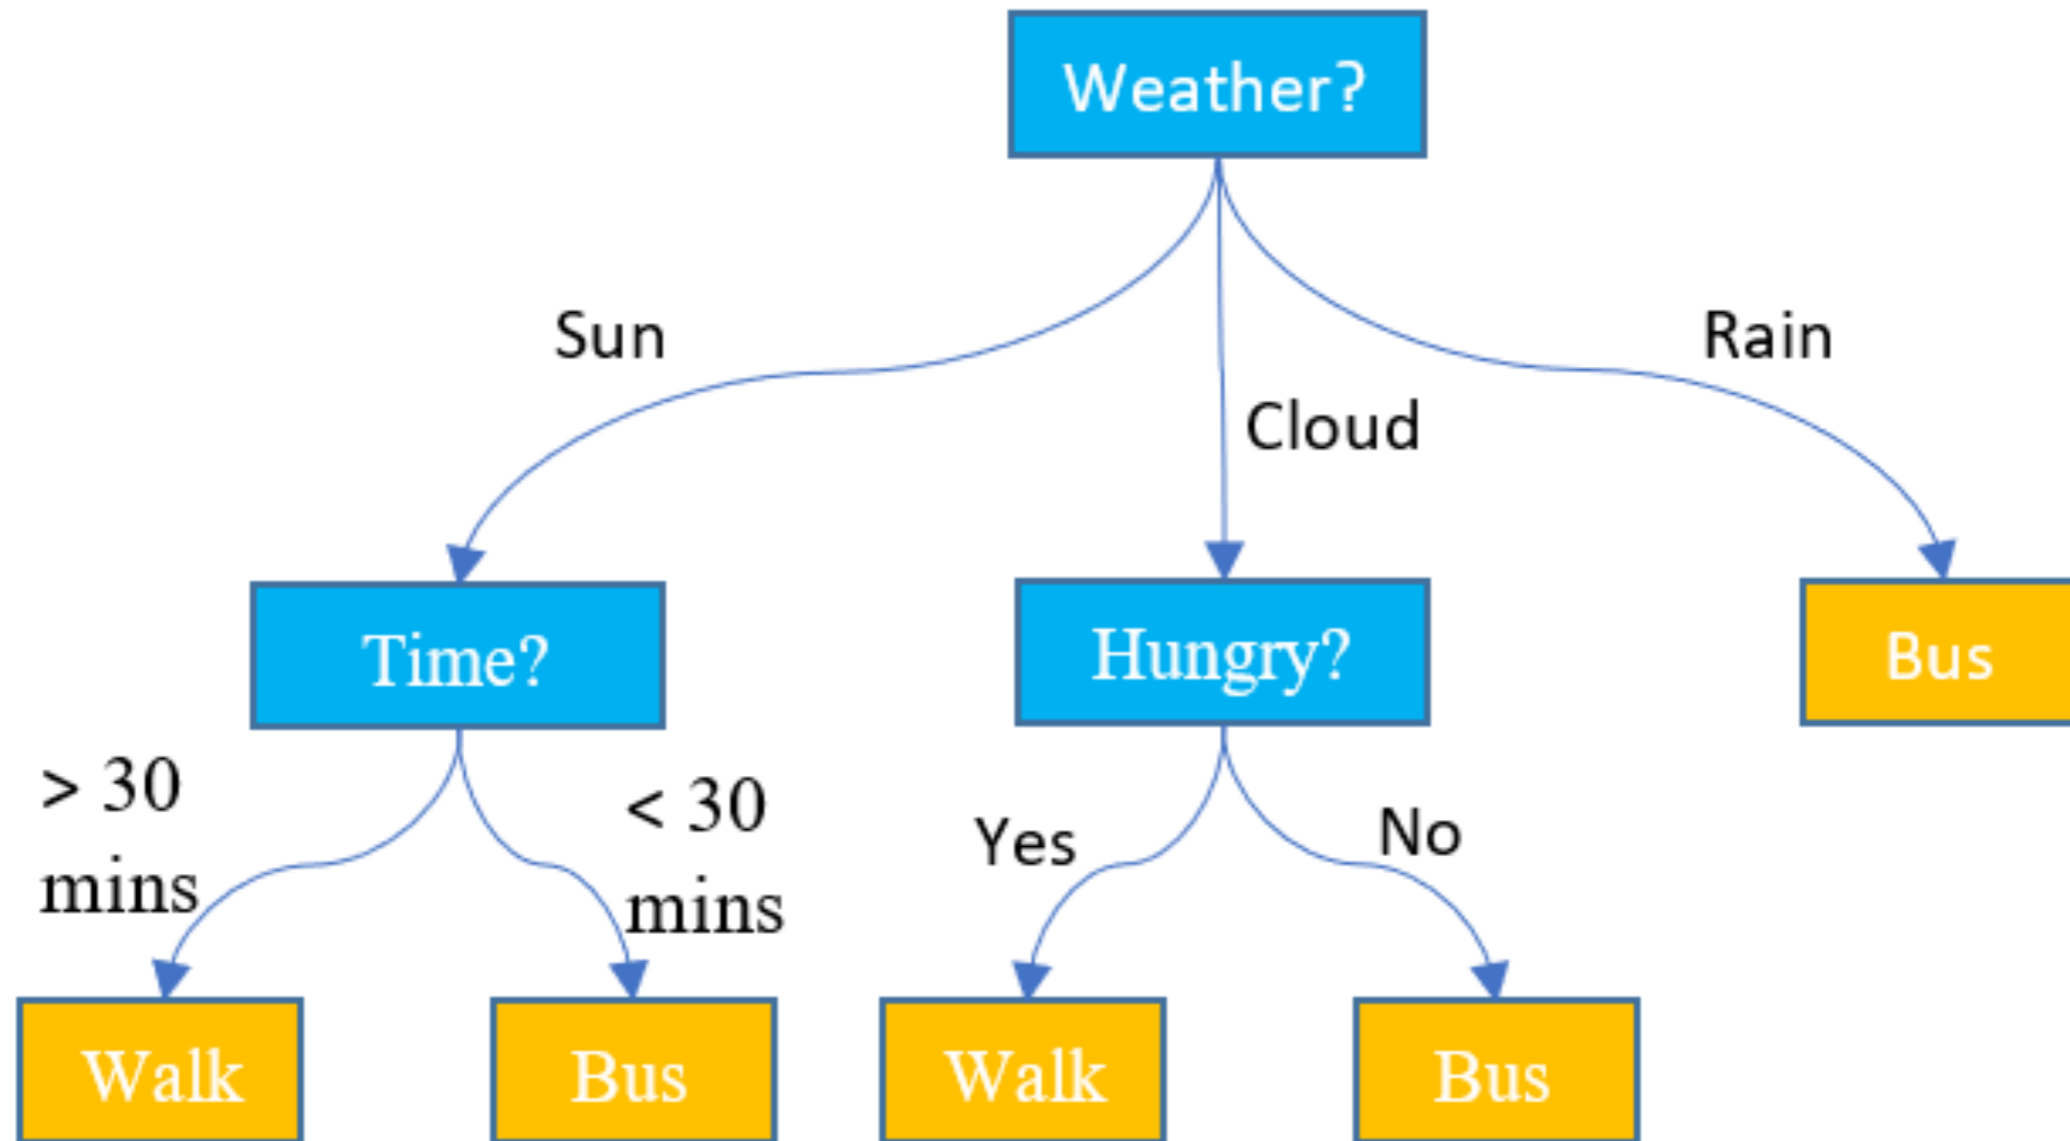 Weather?
Sun
Cloud
Rain
Time?
Hungry?
Bus
> 30
mins
< 30
mins
Yes
No
Walk
Bus
Walk
Bus